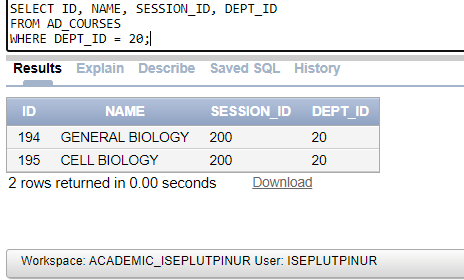 SELECT ID, NAME, SESSION_ID, DEPT_ID
FROM AD_COURSES
WHERE DEPT_ID = 20;
Results Explain Describe Saved SQL History
ID NAME SESSION_ID DEPT_ID
194 GENERAL BIOLOGY 200 20
195 CELL BIOLOGY 200 20
2 rows returned in 0.00 seconds Download
Workspace: ACADEMIC_ISEPLUTPINUR User: ISEPLUTPINUR